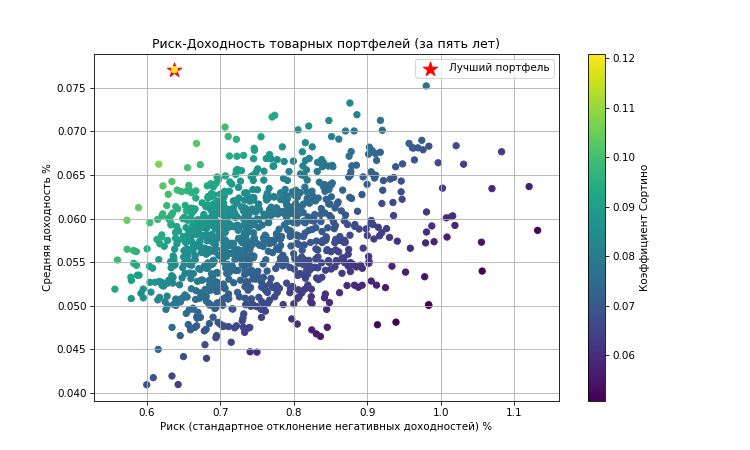 Риск-Доходность товарных портфелей (за пять лет)
Лучший портфель
Средняя доходность %
0.075
0.070
0.065
0.060
0.055
0.050
0.045
0.040
0.6 0.7 0.8 0.9 1.0 1.1
Риск (стандартное отклонение негативных доходностей) %
0.12
0.11
0.10
0.09
0.08
0.07
0.06
Коэффициент Сортино